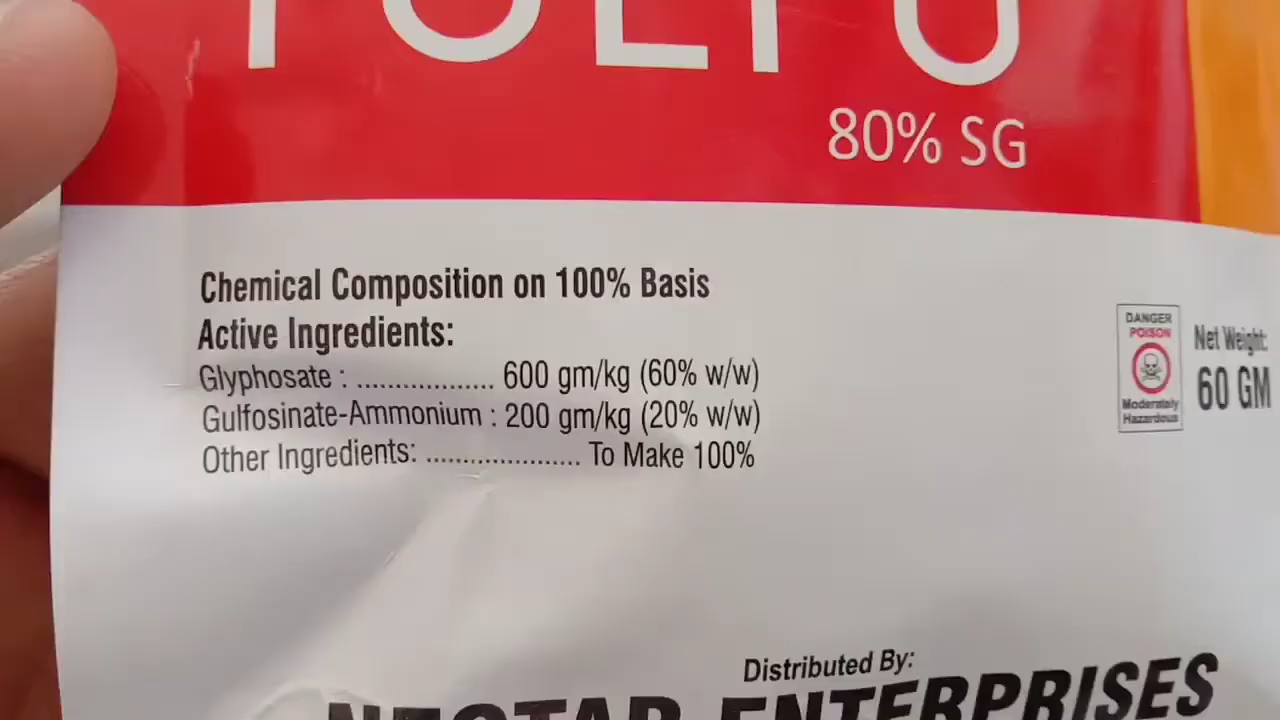 80% SG
Chemical Composition on 100% Basis
Active Ingredients:
Glyphosate : .................. 600 gm/kg (60% w/w)
Gulfosinate-Ammonium : 200 gm/kg (20% w/w)
Other Ingredients: ..................... To Make 100%
DANGER
POISON
Moderately
Hazardous
Net Weight:
60 GM
Distributed By:
NECTAR ENTERPRISES